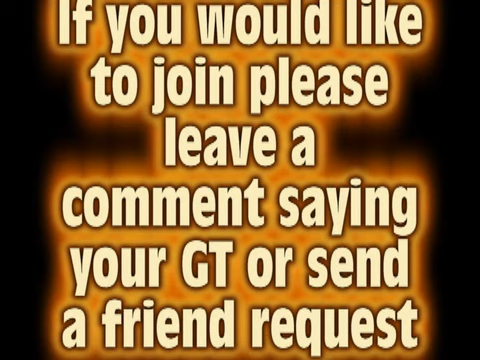 If you would like
to join please
leave a
comment saying
your GT or send
a friend request